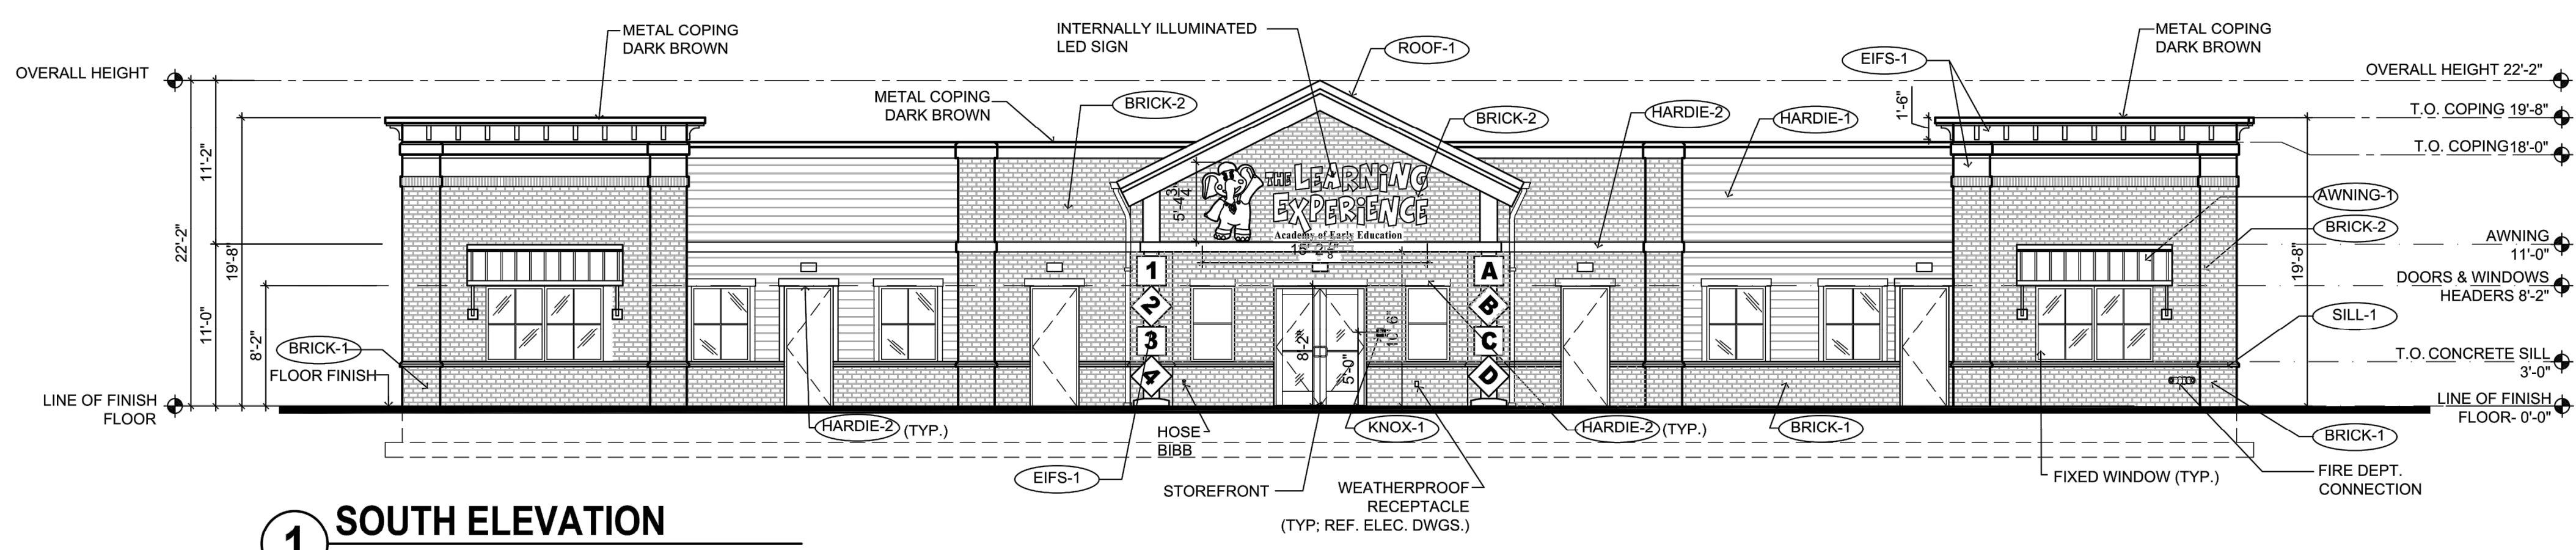 METAL COPING
DARK BROWN
INTERNALLY ILLUMINATED
LED SIGN
ROOF-1
METAL COPING
DARK BROWN
EIFS-1
OVERALL HEIGHT
OVERALL HEIGHT 22'-2"
METAL COPING
DARK BROWN
BRICK-2
BRICK-2
HARDIE-2
HARDIE-1
1'-6"
T.O. COPING 19'-8"
T.O. COPING 18'-0"
11'-2"
22'-2"
19'-8"
11'-0"
8'-2"
5'-4 3/4"
THE LEARNING
EXPERIENCE
Academy of Early Education
AWNING-1
BRICK-2
AWNING
11'-0"
19'-8"
DOORS & WINDOWS
HEADERS 8'-2"
1
2
3
4
A
B
C
D
8'-2"
5'-0"
10'-6"
SILL-1
BRICK-1
FLOOR FINISH
T.O. CONCRETE SILL
3'-0"
LINE OF FINISH
FLOOR
LINE OF FINISH
FLOOR- 0'-0"
HARDIE-2 (TYP.)
HOSE
BIBB
KNOX-1
HARDIE-2 (TYP.)
BRICK-1
BRICK-1
EIFS-1
STOREFRONT
WEATHERPROOF
RECEPTACLE
(TYP; REF. ELEC. DWGS.)
FIXED WINDOW (TYP.)
FIRE DEPT.
CONNECTION
1 SOUTH ELEVATION